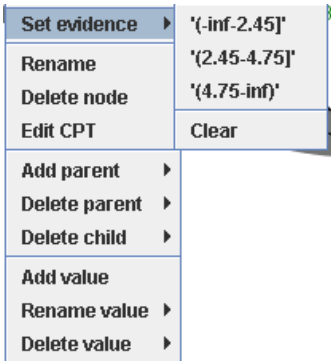 Set evidence
Rename
Delete node
Edit CPT
Add parent
Delete parent
Delete child
Add value
Rename value
Delete value
'(-inf-2.45]'
'(2.45-4.75]'
'(4.75-inf)'
Clear